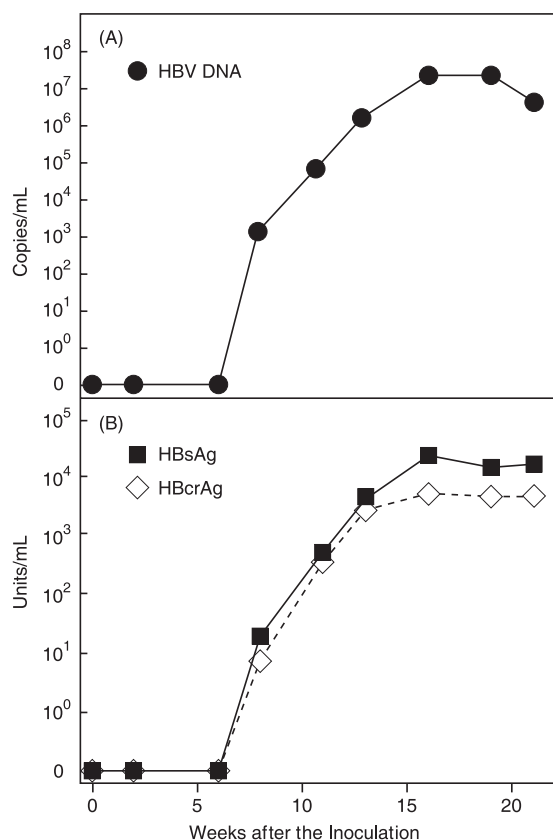 (A)
HBV DNA
10⁸
10⁷
10⁶
10⁵
10⁴
10³
10²
10¹
10⁰
0
Copies/mL
(B)
HBsAg
HBcrAg
10⁵
10⁴
10³
10²
10¹
10⁰
0
Units/mL
0 5 10 15 20
Weeks after the Inoculation